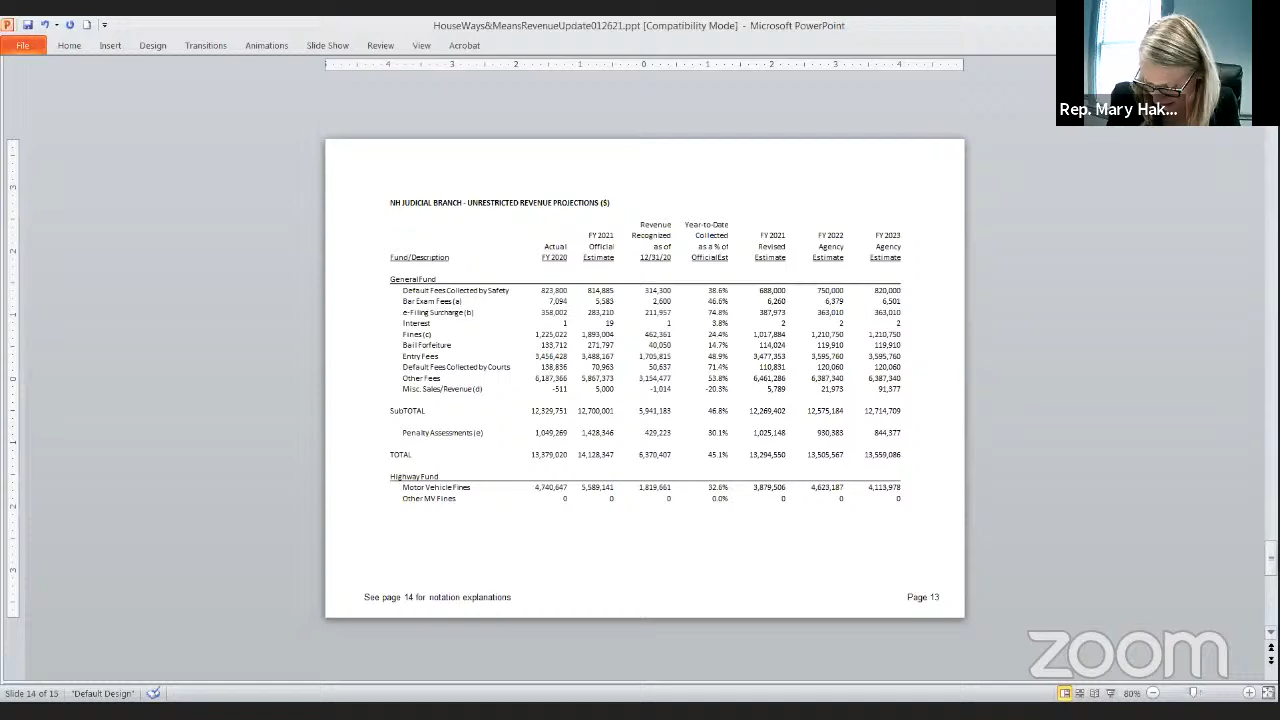 HouseWays&MeansRevenueUpdate012621.ppt [Compatibility Mode] - Microsoft PowerPoint
File Home Insert Design Transitions Animations Slide Show Review View Acrobat
Rep. Mary Hak...
4 3 2 1 0 1 2 3 4
NH JUDICIAL BRANCH - UNRESTRICTED REVENUE PROJECTIONS ($)
Revenue Year-to-Date
FY 2021 Recognized Collected FY 2021 FY 2022 FY 2023
Actual Official as of as a % of Revised Agency Agency
Fund/Description FY 2020 Estimate 12/31/20 OfficialEst Estimate Estimate Estimate
General Fund
Default Fees Collected by Safety 823,800 814,885 314,300 38.6% 688,000 750,000 820,000
Bar Exam Fees (a) 7,094 5,585 2,600 46.6% 6,260 6,379 6,501
e-Filing Surcharge (b) 358,002 283,210 211,957 74.8% 387,973 363,010 363,010
Interest 1 19 1 3.8% 2 2 2
Fines (c) 1,225,022 1,893,004 462,361 24.4% 1,017,884 1,210,750 1,210,750
Bail Forfeiture 133,712 271,797 40,050 14.7% 114,024 119,910 119,910
Entry Fees 3,456,428 3,488,167 1,705,815 48.9% 3,477,353 3,595,760 3,595,760
Default Fees Collected by Courts 138,836 70,963 50,637 71.4% 110,831 120,060 120,060
Other Fees 6,187,366 5,867,373 3,154,477 53.8% 6,461,286 6,387,340 6,387,340
Misc. Sales/Revenue (d) -511 5,000 -1,014 -20.3% 5,789 21,973 91,377
SubTOTAL 12,329,751 12,700,001 5,941,183 46.8% 12,269,402 12,575,184 12,714,709
Penalty Assessments (e) 1,049,269 1,428,346 429,223 30.1% 1,025,148 930,383 844,377
TOTAL 13,379,020 14,128,347 6,370,407 45.1% 13,294,550 13,505,567 13,559,086
Highway Fund
Motor Vehicle Fines 4,740,647 5,589,141 1,819,661 32.6% 3,879,506 4,623,187 4,113,978
Other MV Fines 0 0 0 0.0% 0 0 0
See page 14 for notation explanations Page 13
zoom
Slide 14 of 15 "Default Design" 80%